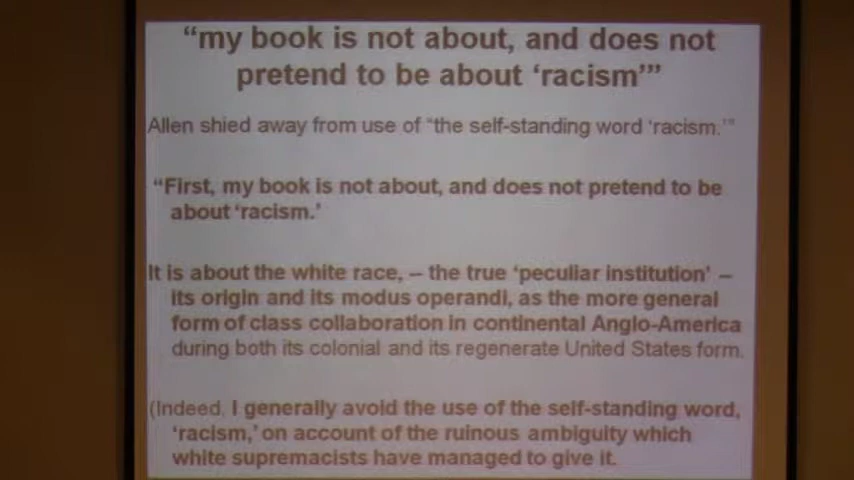 “my book is not about, and does not
pretend to be about ‘racism’”
Allen shied away from use of “the self-standing word ‘racism.’”
“First, my book is not about, and does not pretend to be
about ‘racism.’
It is about the white race, – the true ‘peculiar institution’ –
its origin and its modus operandi, as the more general
form of class collaboration in continental Anglo-America
during both its colonial and its regenerate United States form.
(Indeed, I generally avoid the use of the self-standing word,
‘racism,’ on account of the ruinous ambiguity which
white supremacists have managed to give it.